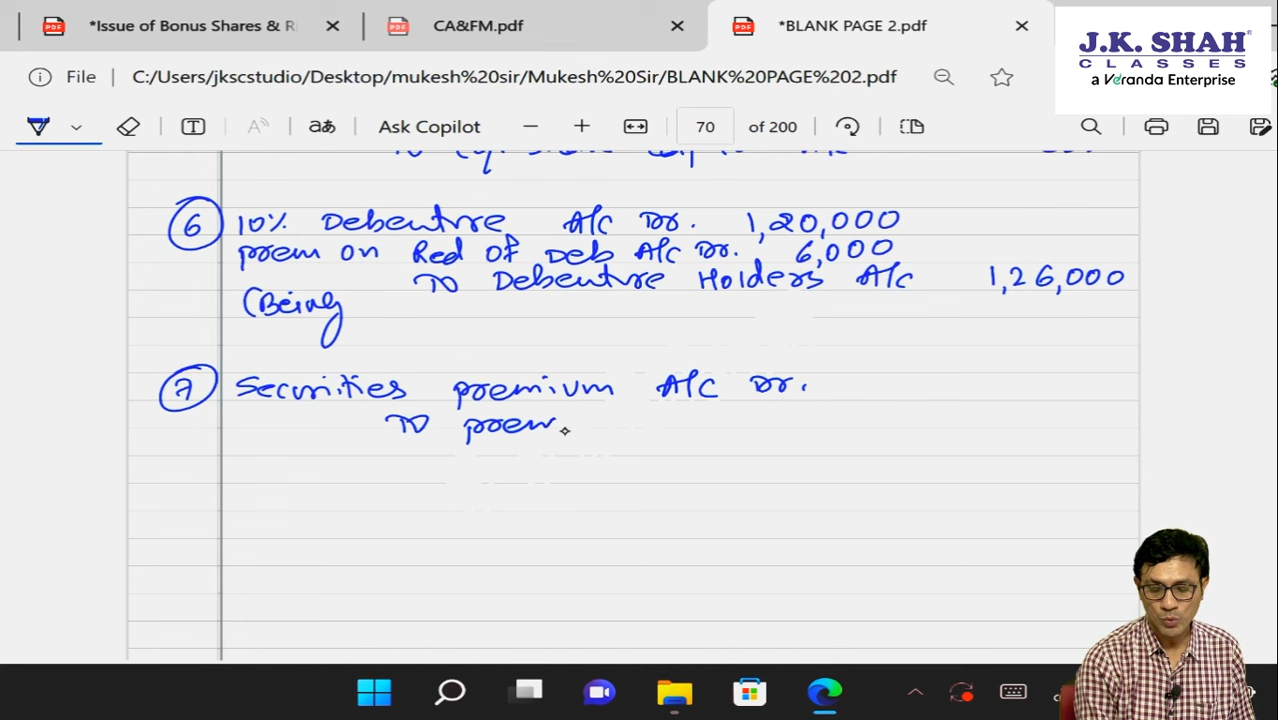 *Issue of Bonus Shares & Ri
CA&FM.pdf
*BLANK PAGE 2.pdf
J.K. SHAH®
CLASSES
a Veranda Enterprise
File C:/Users/jkscstudio/Desktop/mukesh%20sir/Mukesh%20Sir/BLANK%20PAGE%202.pdf
Ask Copilot 70 of 200
6 10% Debenture A/c Dr. 1,20,000
prem on Red of Deb A/c Dr. 6,000
To Debenture Holders A/c 1,26,000
(Being
7 Securities premium A/c Dr.
To prem